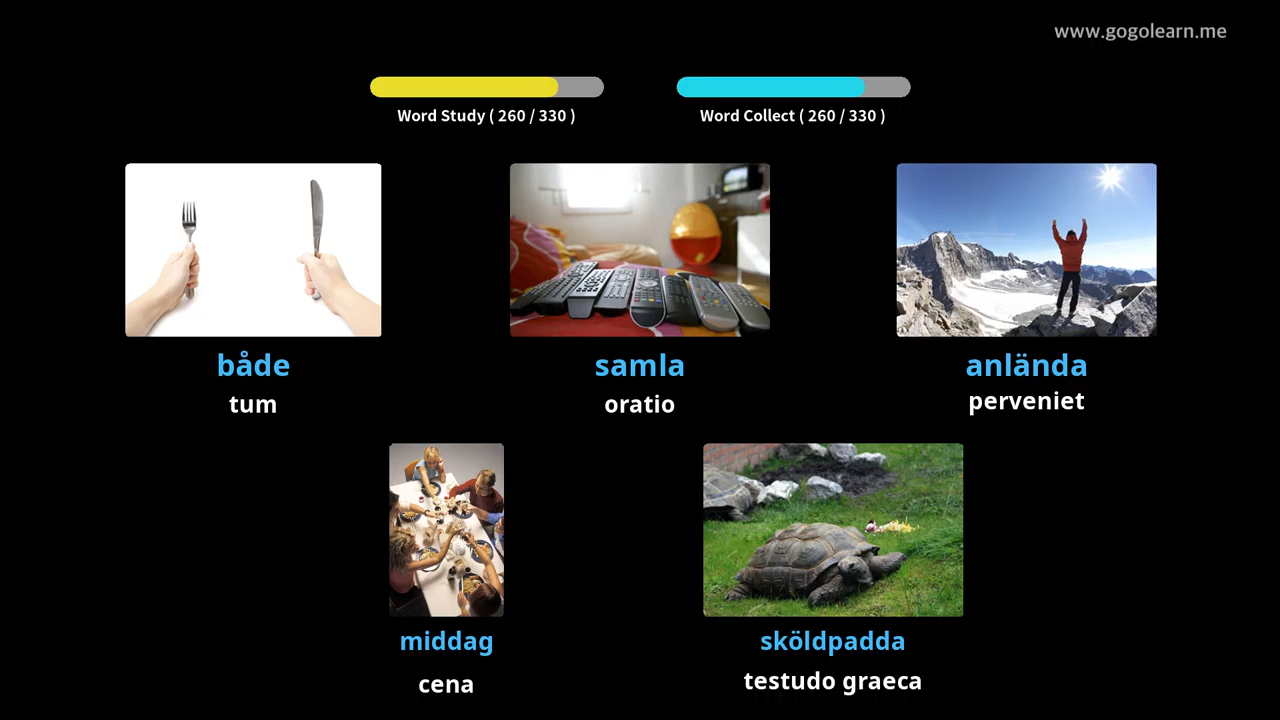 www.gogolearn.me
Word Study ( 260 / 330 )
Word Collect ( 260 / 330 )
både
samla
anlända
tum
oratio
perveniet
middag
sköldpadda
cena
testudo graeca